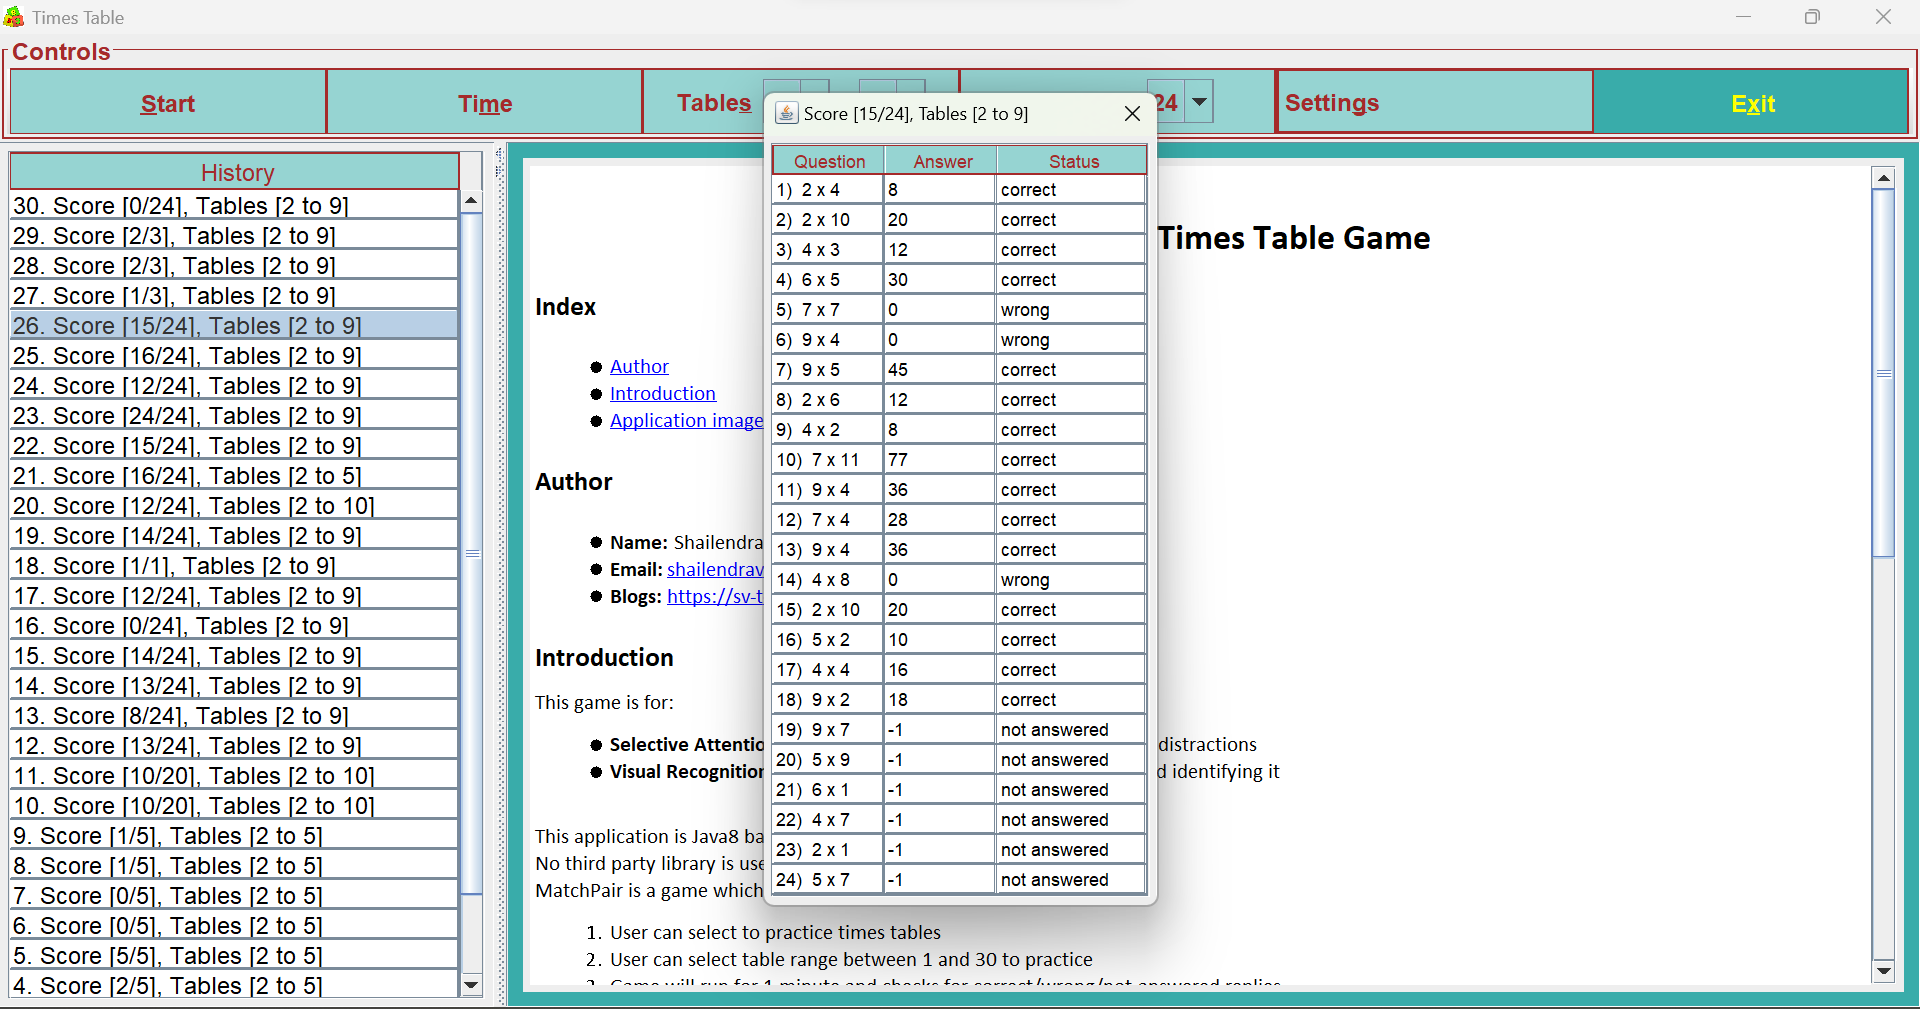 Times Table
Controls
Start
Time
Tables
24
Settings
Exit
History
30. Score [0/24], Tables [2 to 9]
29. Score [2/3], Tables [2 to 9]
28. Score [2/3], Tables [2 to 9]
27. Score [1/3], Tables [2 to 9]
26. Score [15/24], Tables [2 to 9]
25. Score [16/24], Tables [2 to 9]
24. Score [12/24], Tables [2 to 9]
23. Score [24/24], Tables [2 to 9]
22. Score [15/24], Tables [2 to 9]
21. Score [16/24], Tables [2 to 5]
20. Score [12/24], Tables [2 to 10]
19. Score [14/24], Tables [2 to 9]
18. Score [1/1], Tables [2 to 9]
17. Score [12/24], Tables [2 to 9]
16. Score [0/24], Tables [2 to 9]
15. Score [14/24], Tables [2 to 9]
14. Score [13/24], Tables [2 to 9]
13. Score [8/24], Tables [2 to 9]
12. Score [13/24], Tables [2 to 9]
11. Score [10/20], Tables [2 to 10]
10. Score [10/20], Tables [2 to 10]
9. Score [1/5], Tables [2 to 5]
8. Score [1/5], Tables [2 to 5]
7. Score [0/5], Tables [2 to 5]
6. Score [0/5], Tables [2 to 5]
5. Score [5/5], Tables [2 to 5]
4. Score [2/5], Tables [2 to 5]
Score [15/24], Tables [2 to 9]
Question Answer Status
1) 2 x 4 8 correct
2) 2 x 10 20 correct
3) 4 x 3 12 correct
4) 6 x 5 30 correct
5) 7 x 7 0 wrong
6) 9 x 4 0 wrong
7) 9 x 5 45 correct
8) 2 x 6 12 correct
9) 4 x 2 8 correct
10) 7 x 11 77 correct
11) 9 x 4 36 correct
12) 7 x 4 28 correct
13) 9 x 4 36 correct
14) 4 x 8 0 wrong
15) 2 x 10 20 correct
16) 5 x 2 10 correct
17) 4 x 4 16 correct
18) 9 x 2 18 correct
19) 9 x 7 -1 not answered
20) 5 x 9 -1 not answered
21) 6 x 1 -1 not answered
22) 4 x 7 -1 not answered
23) 2 x 1 -1 not answered
24) 5 x 7 -1 not answered
Times Table Game
Index
Author
Introduction
Application image
Author
Name: Shailendra
Email: shailendrav
Blogs: https://sv-t
Introduction
This game is for:
Selective Attentio distractions
Visual Recognition d identifying it
This application is Java8 ba
No third party library is use
MatchPair is a game which
1. User can select to practice times tables
2. User can select table range between 1 and 30 to practice